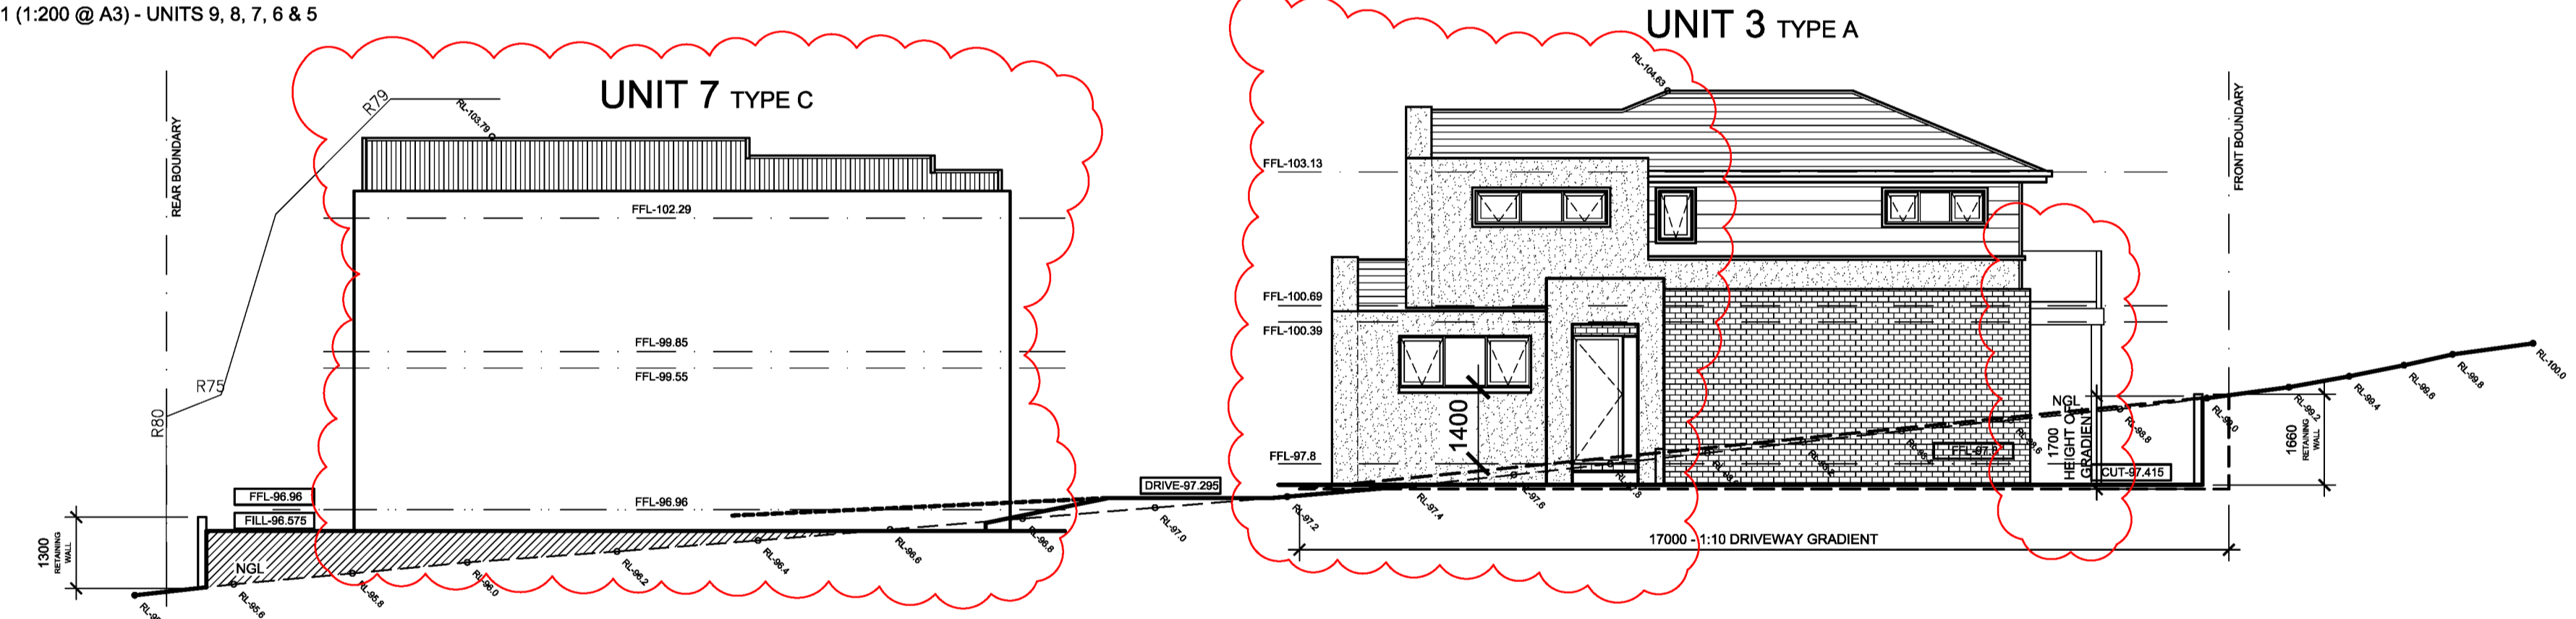 1 (1:200 @ A3) - UNITS 9, 8, 7, 6 & 5
UNIT 7 TYPE C
UNIT 3 TYPE A
REAR BOUNDARY
R79
R75
R80
RL-103.79
FFL-102.29
FFL-99.85
FFL-99.55
FFL-96.96
FFL-96.96
FILL-96.575
1300
RETAINING
WALL
NGL
RL-95.6
RL-95.8
RL-96.0
RL-96.2
RL-96.4
RL-96.6
RL-96.8
RL-97.0
DRIVE-97.295
RL-104.63
FFL-103.13
FFL-100.69
FFL-100.39
FFL-97.8
1400
RL-97.2
RL-97.4
RL-97.6
NGL
1700
HEIGHT OF
GRADIENT
RL-98.6
RL-98.8
RL-99.0
CUT-97.415
17000 - 1:10 DRIVEWAY GRADIENT
FRONT BOUNDARY
1660
RETAINING
WALL
RL-99.2
RL-99.4
RL-99.6
RL-99.8
RL-100.0